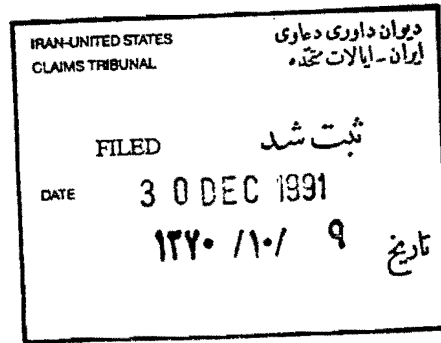 IRAN-UNITED STATES
CLAIMS TRIBUNAL
دیوان داوری دعاوی
ایران - ایالات متحده
FILED ثبت شد
DATE 30 DEC 1991
تاریخ ۱۳۷۰ /۱۰/ ۹